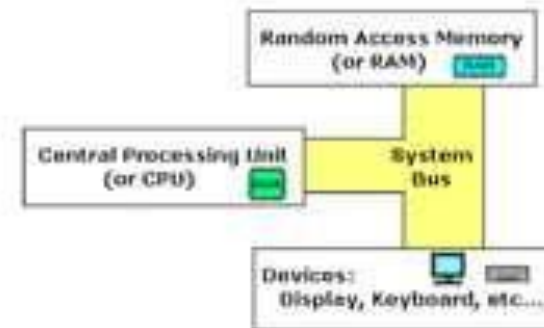 Random Access Memory
(or RAM)
Central Processing Unit
(or CPU)
System
Bus
Devices:
Display, Keyboard, etc...